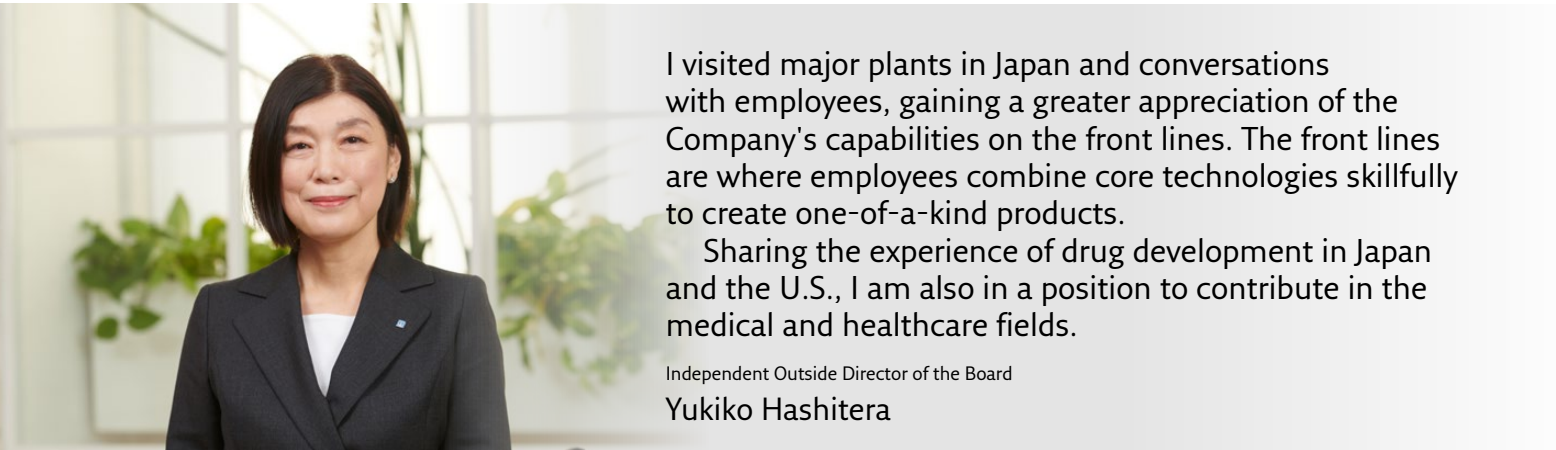 I visited major plants in Japan and conversations
with employees, gaining a greater appreciation of the
Company's capabilities on the front lines. The front lines
are where employees combine core technologies skillfully
to create one-of-a-kind products.
Sharing the experience of drug development in Japan
and the U.S., I am also in a position to contribute in the
medical and healthcare fields.
Independent Outside Director of the Board
Yukiko Hashitera